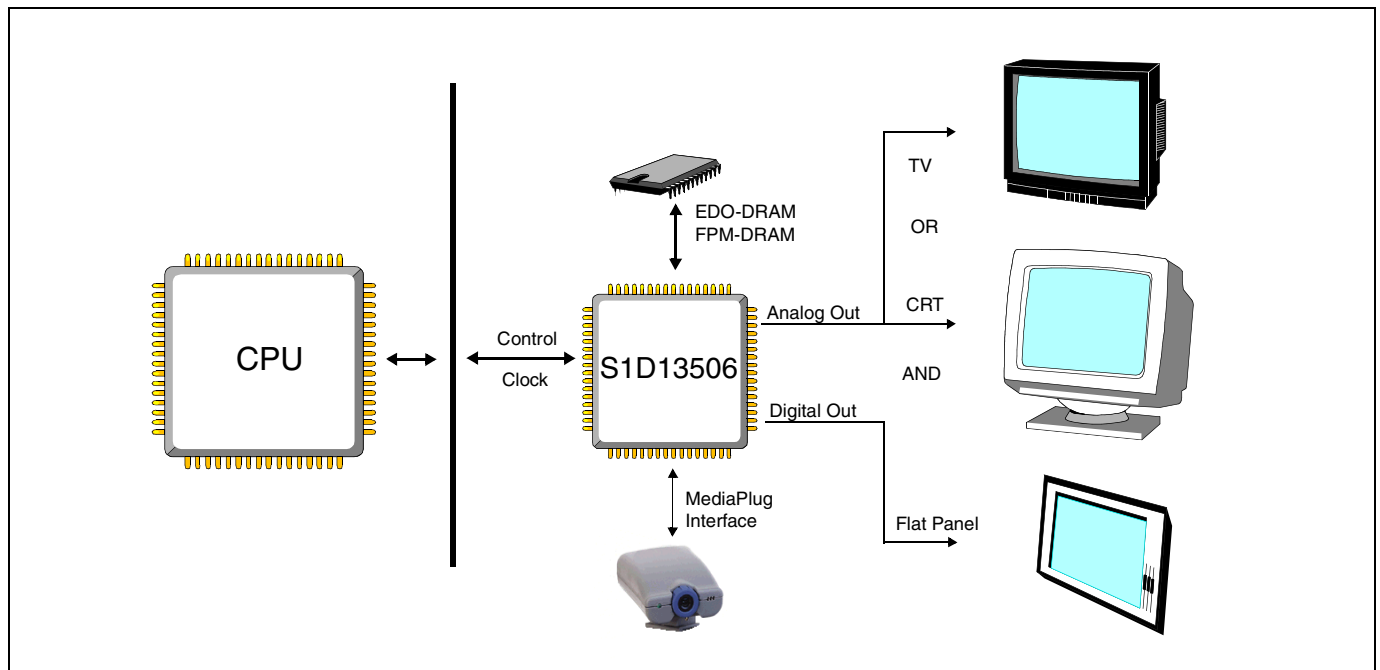 CPU
Control
Clock
EDO-DRAM
FPM-DRAM
S1D13506
MediaPlug
Interface
Analog Out
Digital Out
TV
OR
CRT
AND
Flat Panel